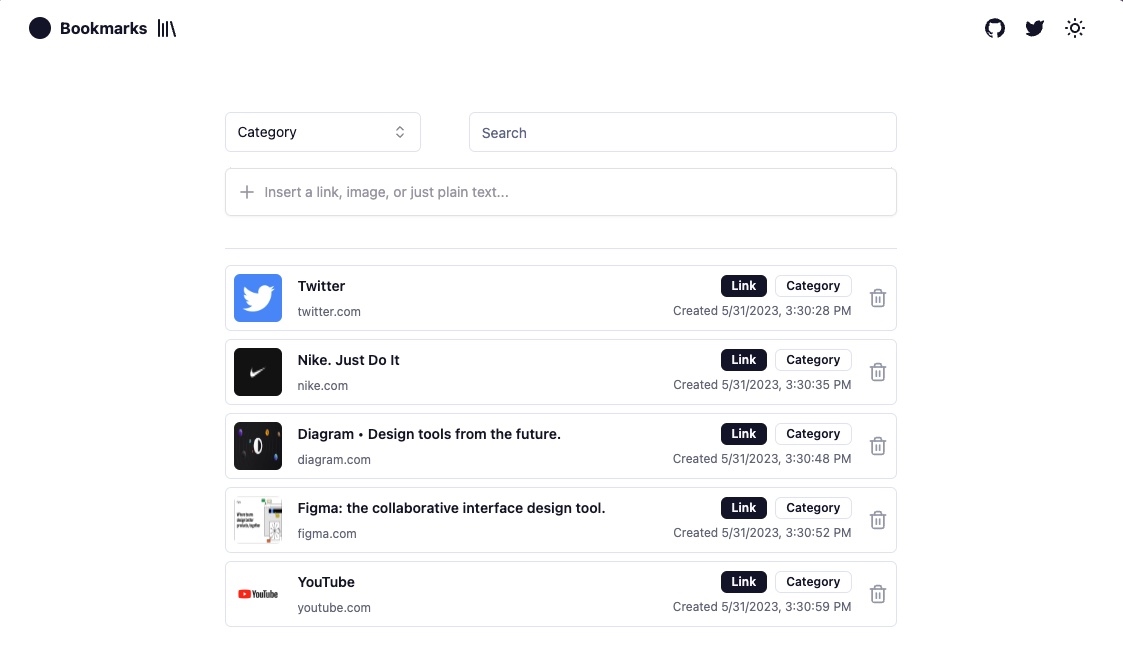 Bookmarks
Category
Search
Insert a link, image, or just plain text...
Twitter
Link Category
twitter.com
Created 5/31/2023, 3:30:28 PM
Nike. Just Do It
Link Category
nike.com
Created 5/31/2023, 3:30:35 PM
Diagram • Design tools from the future.
Link Category
diagram.com
Created 5/31/2023, 3:30:48 PM
Figma: the collaborative interface design tool.
Link Category
figma.com
Created 5/31/2023, 3:30:52 PM
YouTube
YouTube
Link Category
youtube.com
Created 5/31/2023, 3:30:59 PM